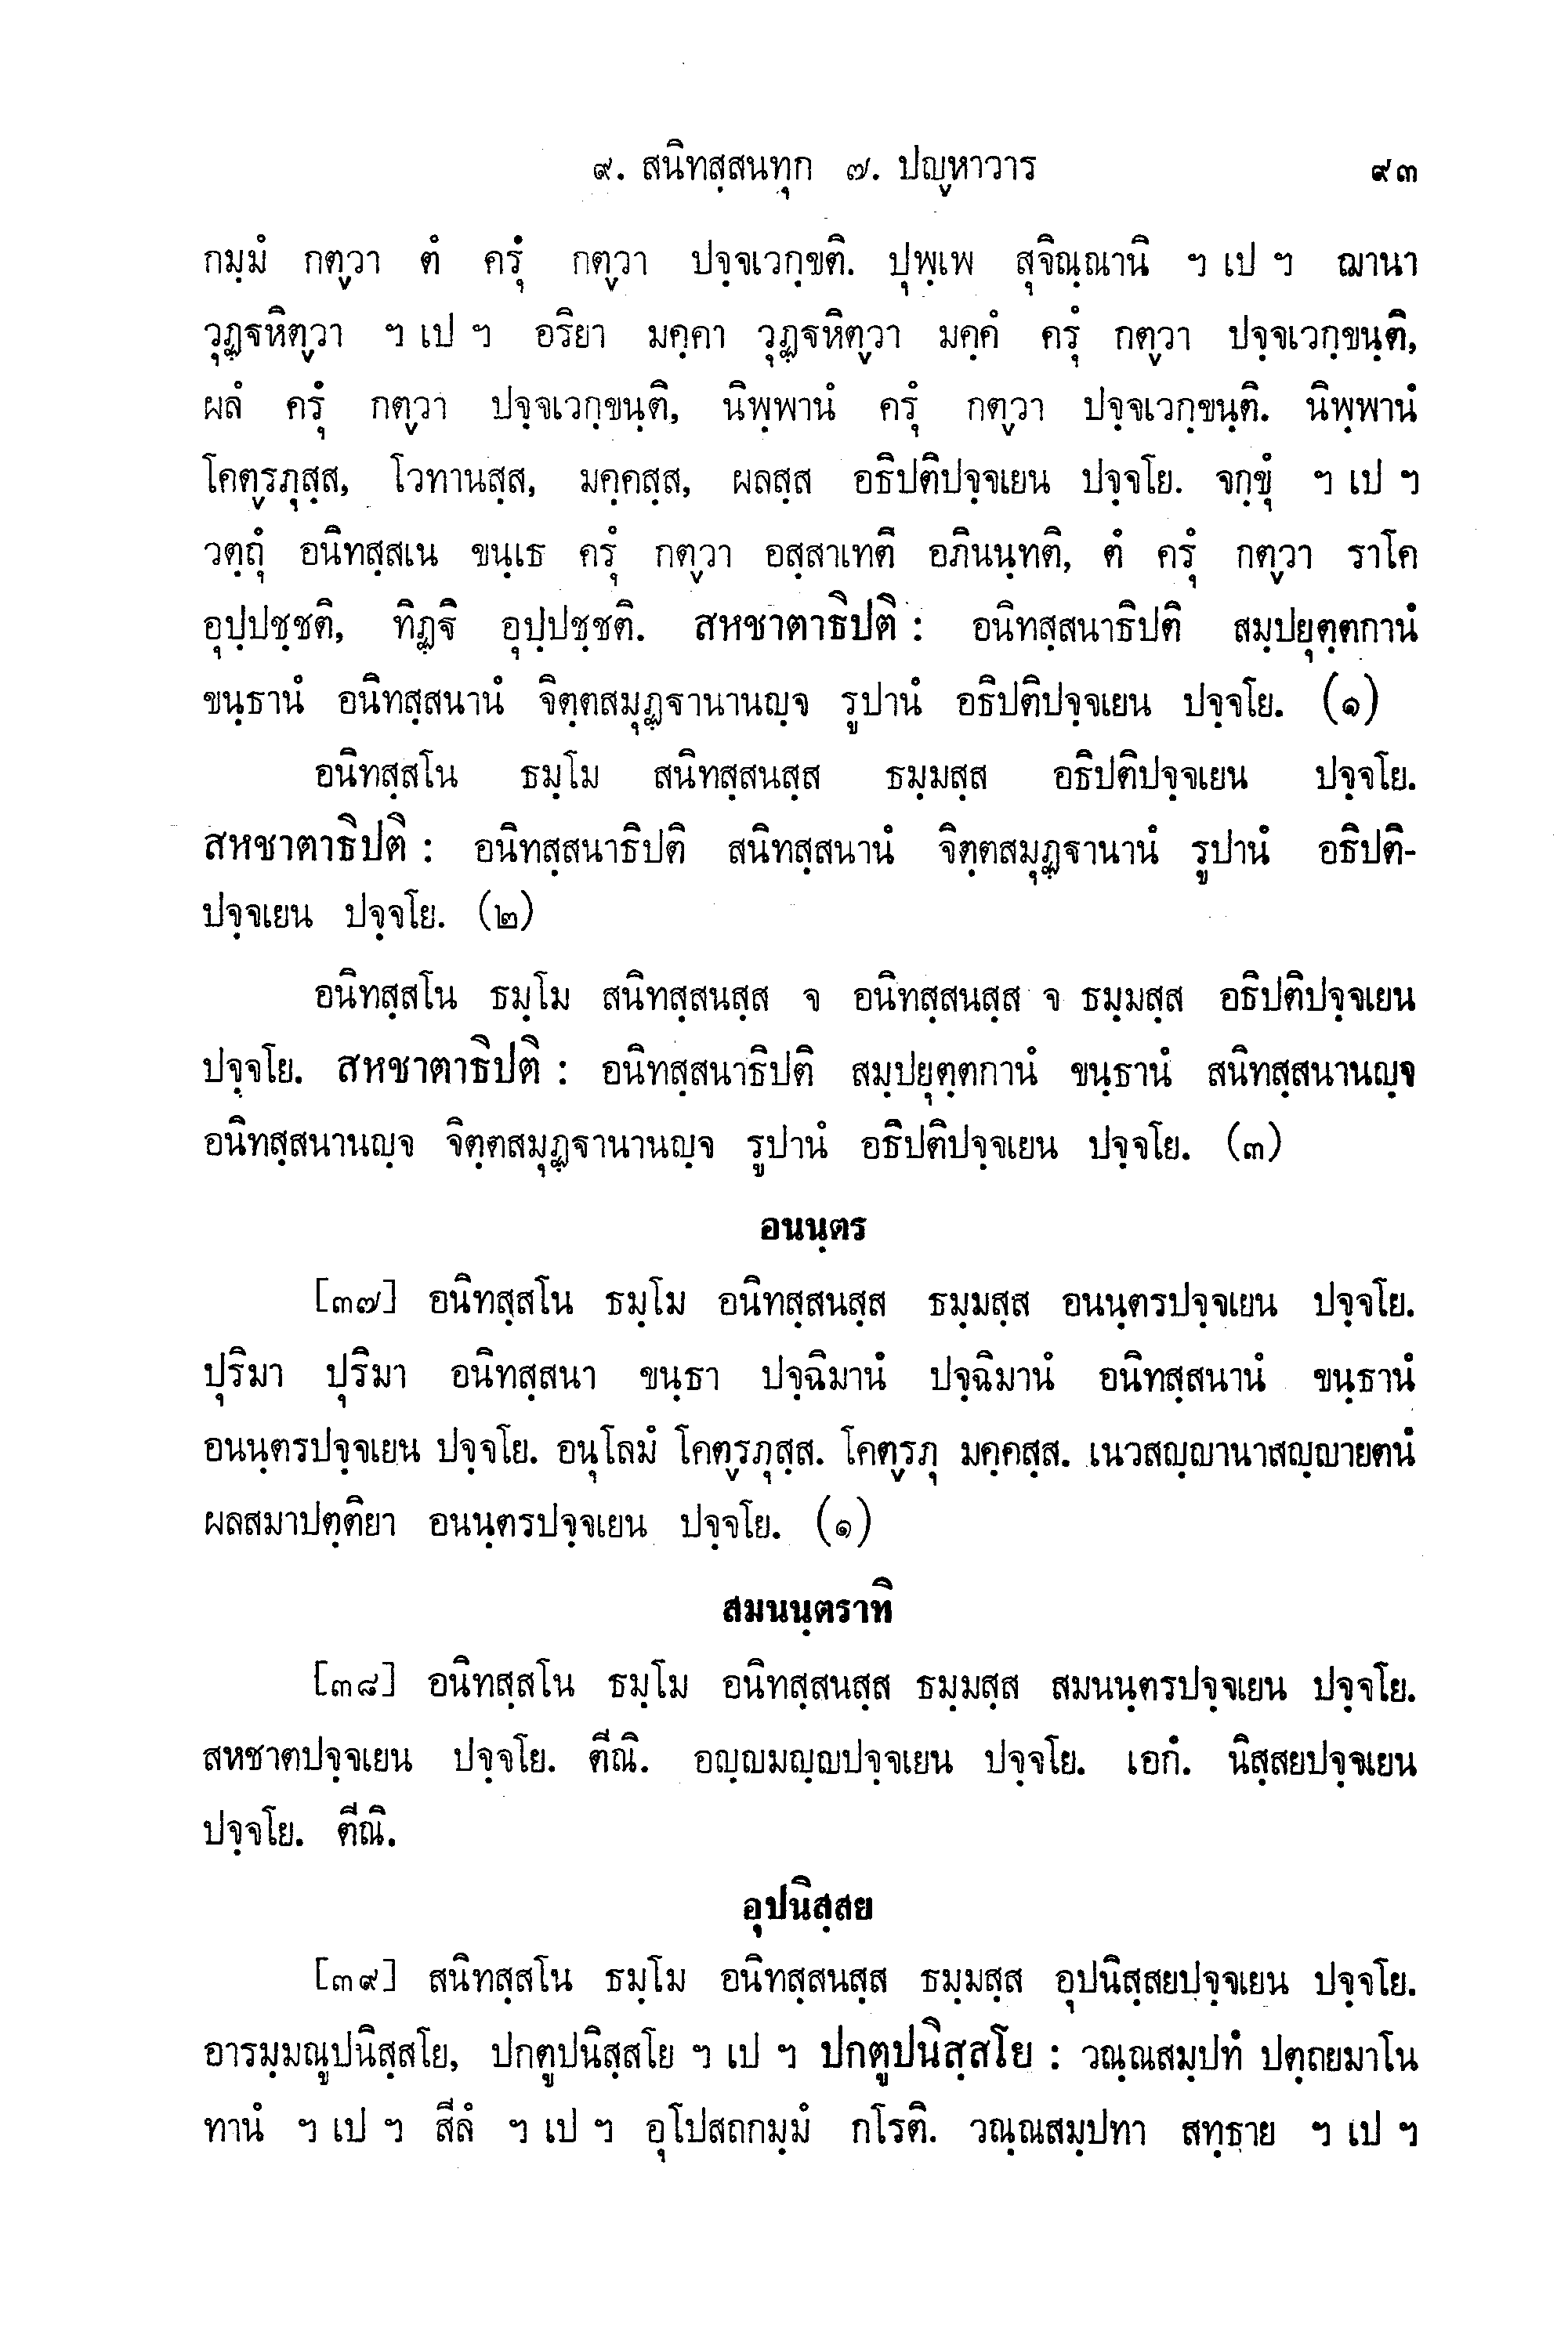 ๙. สนิทสฺสนทุก ๗. ปญฺหาวาร ๙๓
กมฺมํ กตฺวา ตํ ครุํ กตฺวา ปจฺจเวกฺขติ. ปุพฺเพ สุจิณฺณานิ ฯ เป ฯ ฌานา
วุฏฺฐหิตฺวา ฯ เป ฯ อริยา มคฺคา วุฏฺฐหิตฺวา มคฺคํ ครุํ กตฺวา ปจฺจเวกฺขนฺติ,
ผลํ ครุํ กตฺวา ปจฺจเวกฺขนฺติ, นิพฺพานํ ครุํ กตฺวา ปจฺจเวกฺขนฺติ. นิพฺพานํ
โคตฺรภุสฺส, โวทานสฺส, มคฺคสฺส, ผลสฺส อธิปติปจฺจเยน ปจฺจโย. จกฺขุํ ฯ เป ฯ
วตฺถุํ อนิทสฺสเน ขนฺเธ ครุํ กตฺวา อสฺสาเทติ อภินนฺทติ, ตํ ครุํ กตฺวา ราโค
อุปฺปชฺชติ, ทิฏฺฐิ อุปฺปชฺชติ. สหชาตาธิปติ : อนิทสฺสนาธิปติ สมฺปยุตฺตกานํ
ขนฺธานํ อนิทสฺสนานํ จิตฺตสมุฏฺฐานานญฺจ รูปานํ อธิปติปจฺจเยน ปจฺจโย. (๑)
อนิทสฺสโน ธมฺโม สนิทสฺสนสฺส ธมฺมสฺส อธิปติปจฺจเยน ปจฺจโย.
สหชาตาธิปติ : อนิทสฺสนาธิปติ สนิทสฺสนานํ จิตฺตสมุฏฺฐานานํ รูปานํ อธิปติ-
ปจฺจเยน ปจฺจโย. (๒)
อนิทสฺสโน ธมฺโม สนิทสฺสนสฺส จ อนิทสฺสนสฺส จ ธมฺมสฺส อธิปติปจฺจเยน
ปจฺจโย. สหชาตาธิปติ : อนิทสฺสนาธิปติ สมฺปยุตฺตกานํ ขนฺธานํ สนิทสฺสนานญฺจ
อนิทสฺสนานญฺจ จิตฺตสมุฏฺฐานานญฺจ รูปานํ อธิปติปจฺจเยน ปจฺจโย. (๓)
อนนฺตร
[๓๗] อนิทสฺสโน ธมฺโม อนิทสฺสนสฺส ธมฺมสฺส อนนฺตรปจฺจเยน ปจฺจโย.
ปุริมา ปุริมา อนิทสฺสนา ขนฺธา ปจฺฉิมานํ ปจฺฉิมานํ อนิทสฺสนานํ ขนฺธานํ
อนนฺตรปจฺจเยน ปจฺจโย. อนุโลมํ โคตฺรภุสฺส. โคตฺรภุ มคฺคสฺส. เนวสญฺญานาสญฺญายตนํ
ผลสมาปตฺติยา อนนฺตรปจฺจเยน ปจฺจโย. (๑)
สมนนฺตราทิ
[๓๘] อนิทสฺสโน ธมฺโม อนิทสฺสนสฺส ธมฺมสฺส สมนนฺตรปจฺจเยน ปจฺจโย.
สหชาตปจฺจเยน ปจฺจโย. ตีณิ. อญฺญมญฺญปจฺจเยน ปจฺจโย. เอกํ. นิสฺสยปจฺจเยน
ปจฺจโย. ตีณิ.
อุปนิสฺสย
[๓๙] สนิทสฺสโน ธมฺโม อนิทสฺสนสฺส ธมฺมสฺส อุปนิสฺสยปจฺจเยน ปจฺจโย.
อารมฺมณูปนิสฺสโย, ปกตูปนิสฺสโย ฯ เป ฯ ปกตูปนิสฺสโย : วณฺณสมฺปทํ ปตฺถยมาโน
ทานํ ฯ เป ฯ สีลํ ฯ เป ฯ อุโปสถกมฺมํ กโรติ. วณฺณสมฺปทา สทฺธาย ฯ เป ฯ